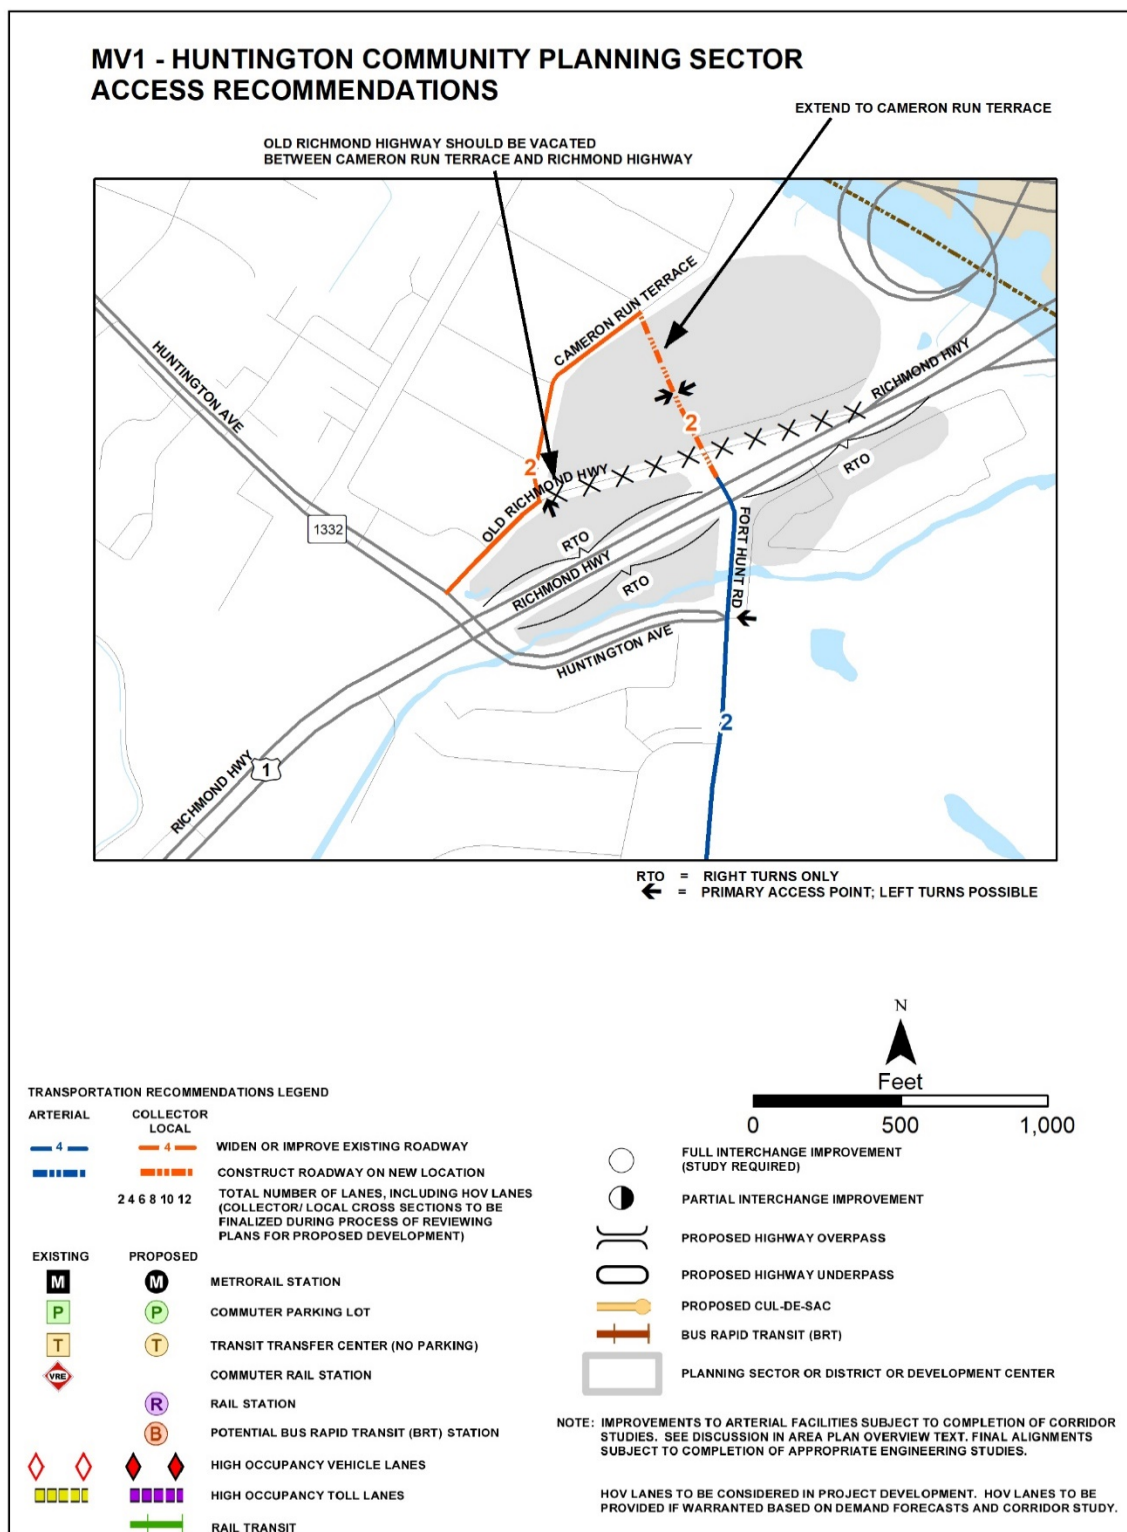 MV1 - HUNTINGTON COMMUNITY PLANNING SECTOR
ACCESS RECOMMENDATIONS
EXTEND TO CAMERON RUN TERRACE
OLD RICHMOND HIGHWAY SHOULD BE VACATED
BETWEEN CAMERON RUN TERRACE AND RICHMOND HIGHWAY
CAMERON RUN TERRACE
HUNTINGTON AVE
RICHMOND HWY
2
2
OLD RICHMOND HWY
RTO
1332
RTO
FORT HUNT RD
RICHMOND HWY
RTO
HUNTINGTON AVE
2
RICHMOND HWY
1
RTO = RIGHT TURNS ONLY
= PRIMARY ACCESS POINT; LEFT TURNS POSSIBLE
N
Feet
0 500 1,000
TRANSPORTATION RECOMMENDATIONS LEGEND
ARTERIAL COLLECTOR
LOCAL
4 4 WIDEN OR IMPROVE EXISTING ROADWAY
CONSTRUCT ROADWAY ON NEW LOCATION
2 4 6 8 10 12 TOTAL NUMBER OF LANES, INCLUDING HOV LANES
(COLLECTOR/ LOCAL CROSS SECTIONS TO BE
FINALIZED DURING PROCESS OF REVIEWING
PLANS FOR PROPOSED DEVELOPMENT)
EXISTING PROPOSED
M M METRORAIL STATION
P P COMMUTER PARKING LOT
T T TRANSIT TRANSFER CENTER (NO PARKING)
VRE COMMUTER RAIL STATION
R RAIL STATION
B POTENTIAL BUS RAPID TRANSIT (BRT) STATION
HIGH OCCUPANCY VEHICLE LANES
HIGH OCCUPANCY TOLL LANES
RAIL TRANSIT
FULL INTERCHANGE IMPROVEMENT
(STUDY REQUIRED)
PARTIAL INTERCHANGE IMPROVEMENT
PROPOSED HIGHWAY OVERPASS
PROPOSED HIGHWAY UNDERPASS
PROPOSED CUL-DE-SAC
BUS RAPID TRANSIT (BRT)
PLANNING SECTOR OR DISTRICT OR DEVELOPMENT CENTER
NOTE: IMPROVEMENTS TO ARTERIAL FACILITIES SUBJECT TO COMPLETION OF CORRIDOR
STUDIES. SEE DISCUSSION IN AREA PLAN OVERVIEW TEXT. FINAL ALIGNMENTS
SUBJECT TO COMPLETION OF APPROPRIATE ENGINEERING STUDIES.
HOV LANES TO BE CONSIDERED IN PROJECT DEVELOPMENT. HOV LANES TO BE
PROVIDED IF WARRANTED BASED ON DEMAND FORECASTS AND CORRIDOR STUDY.